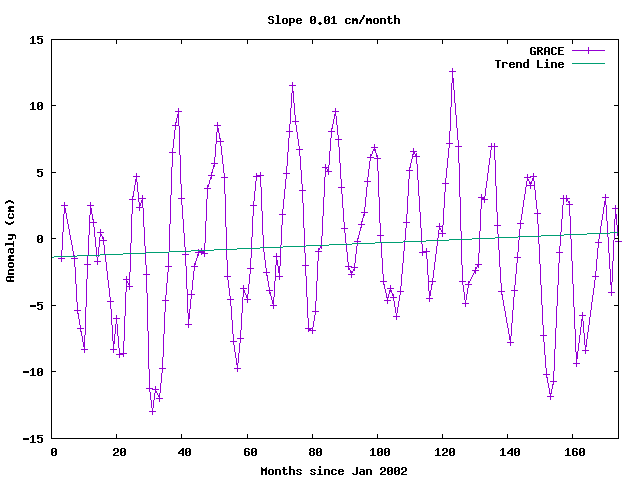 Slope 0.01 cm/month
GRACE
Trend Line
15
10
5
0
-5
-10
-15
Anomaly (cm)
0 20 40 60 80 100 120 140 160
Months since Jan 2002